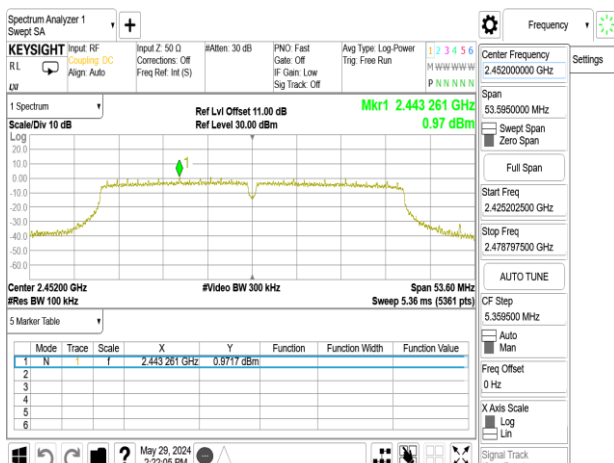 Spectrum Analyzer 1
Swept SA
Frequency
KEYSIGHT
RL
Input: RF
Coupling: DC
Align: Auto
Input Z: 50 Ω
Corrections: Off
Freq Ref: Int (S)
#Atten: 30 dB
PNO: Fast
Gate: Off
IF Gain: Low
Sig Track: Off
Avg Type: Log-Power
Trig: Free Run
1 2 3 4 5 6
M W W W W W
P N N N N N
1 Spectrum
Scale/Div 10 dB
Ref Lvl Offset 11.00 dB
Ref Level 30.00 dBm
Mkr1 2.443 261 GHz
0.97 dBm
Log
20.0
10.0
0.00
-10.0
-20.0
-30.0
-40.0
-50.0
-60.0
1
Center 2.45200 GHz
#Res BW 100 kHz
#Video BW 300 kHz
Span 53.60 MHz
Sweep 5.36 ms (5361 pts)
5 Marker Table
Mode Trace Scale X Y Function Function Width Function Value
1 N 1 f 2.443 261 GHz 0.9717 dBm
2
3
4
5
6
May 29, 2024
2:22:05 PM
Center Frequency
2.452000000 GHz
Settings
Span
53.5950000 MHz
Swept Span
Zero Span
Full Span
Start Freq
2.425202500 GHz
Stop Freq
2.478797500 GHz
AUTO TUNE
CF Step
5.359500 MHz
Auto
Man
Freq Offset
0 Hz
X Axis Scale
Log
Lin
Signal Track